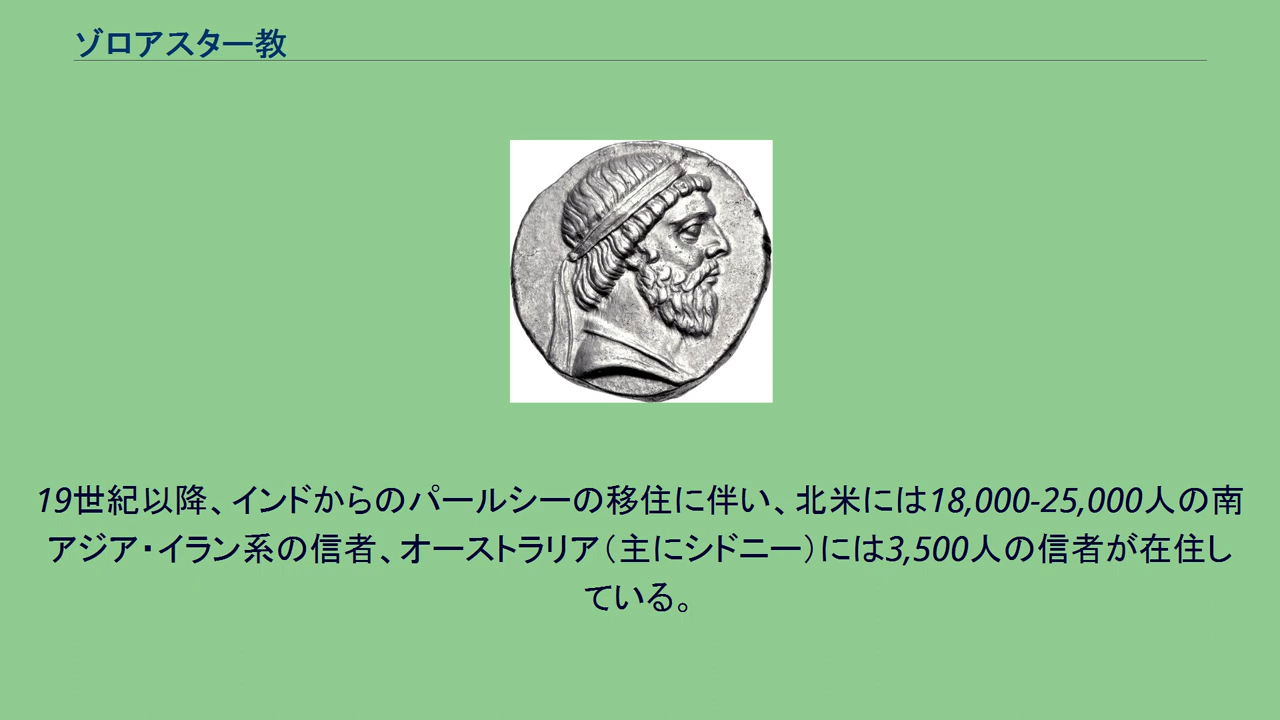 ゾロアスター教
19世紀以降、インドからのパールシーの移住に伴い、北米には18,000-25,000人の南
アジア・イラン系の信者、オーストラリア（主にシドニー）には3,500人の信者が在住し
ている。